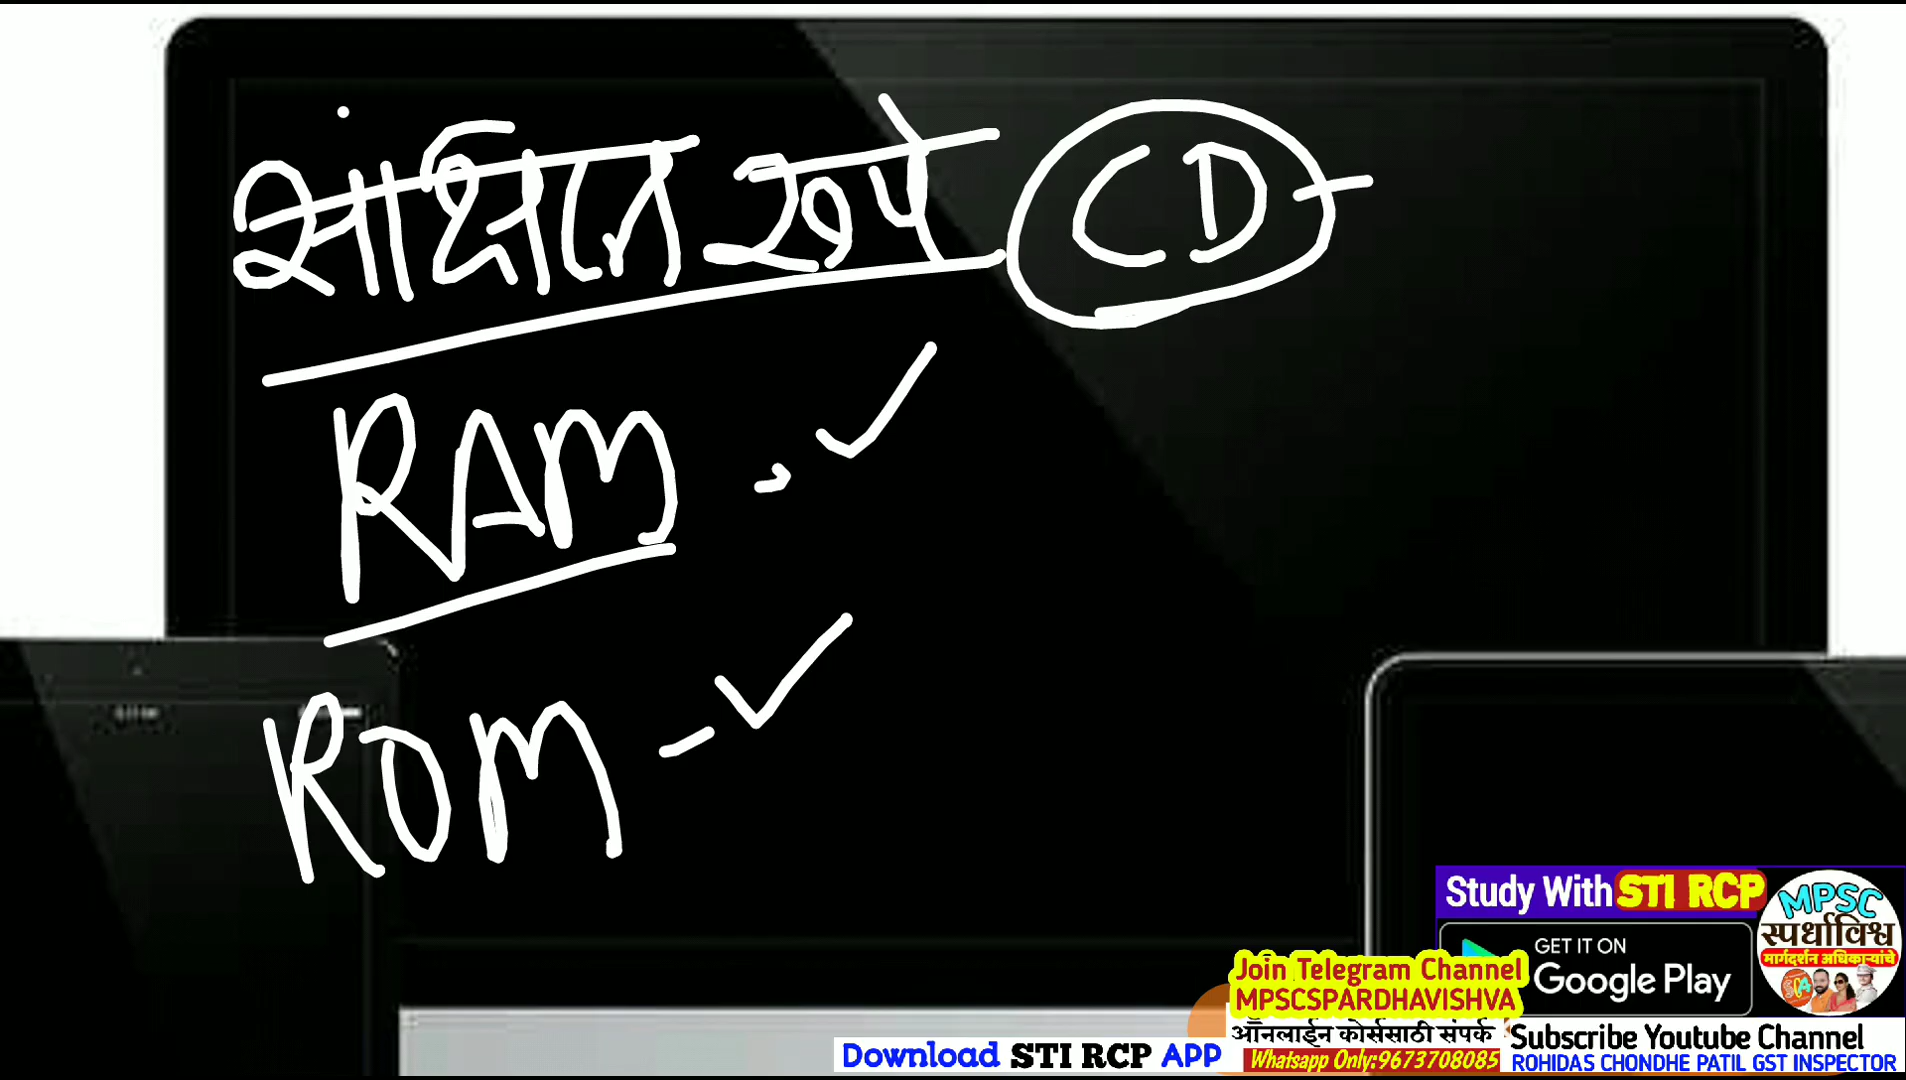 साक्षिने रूपे CD -
RAM . ✓
ROM - ✓
Study With STI RCP
MPSC
स्पर्धाविश्व
मार्गदर्शन अधिकाऱ्यांचे
GET IT ON
Google Play
Join Telegram Channel
MPSCSPARDHAVISHVA
ऑनलाईन कोर्ससाठी संपर्क
Whatsapp Only:9673708085
Download STI RCP APP
Subscribe Youtube Channel
ROHIDAS CHONDHE PATIL GST INSPECTOR